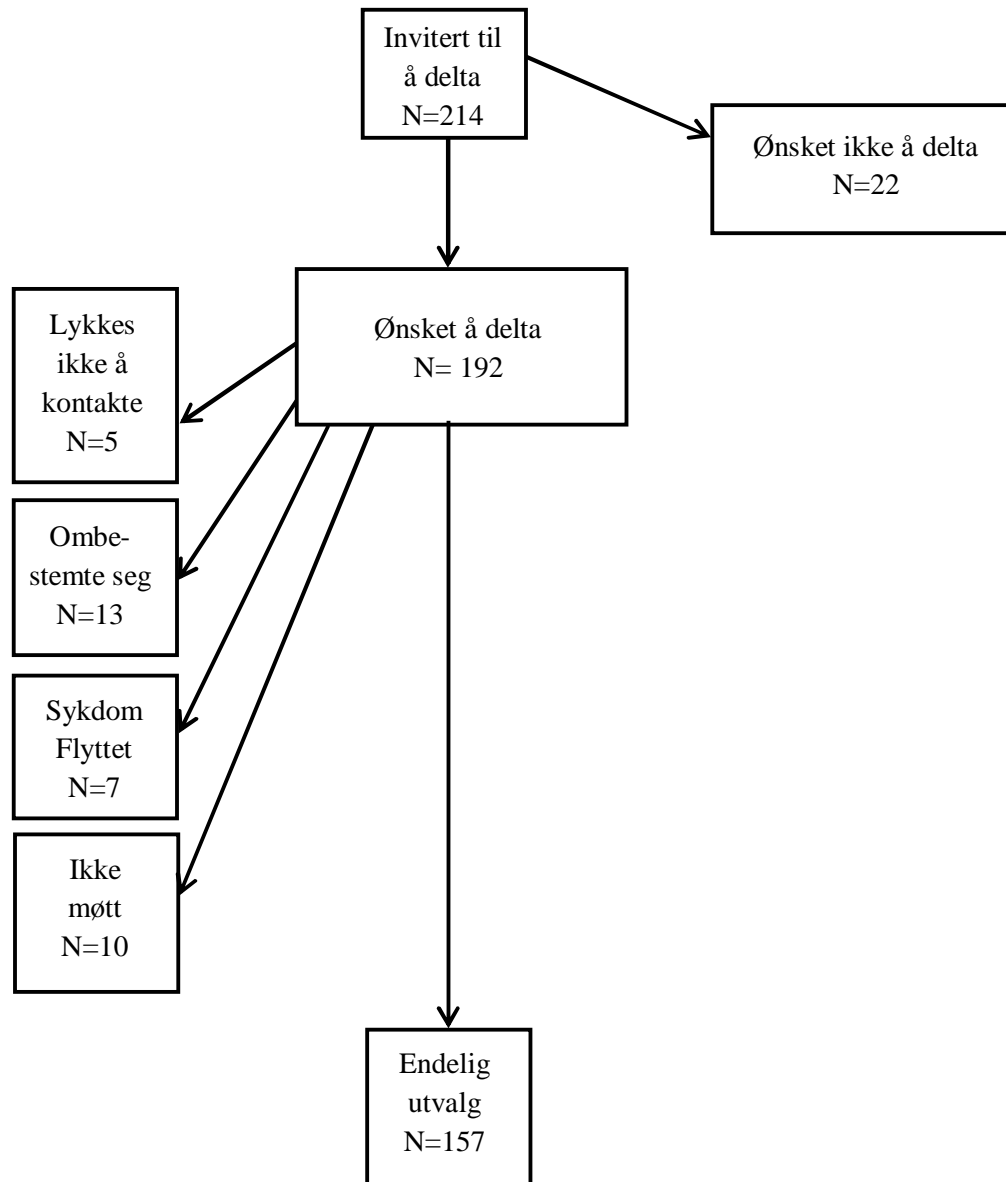 Invitert til
å delta
N=214
Ønsket ikke å delta
N=22
Ønsket å delta
N= 192
Lykkes
ikke å
kontakte
N=5
Ombe-
stemte seg
N=13
Sykdom
Flyttet
N=7
Ikke
møtt
N=10
Endelig
utvalg
N=157